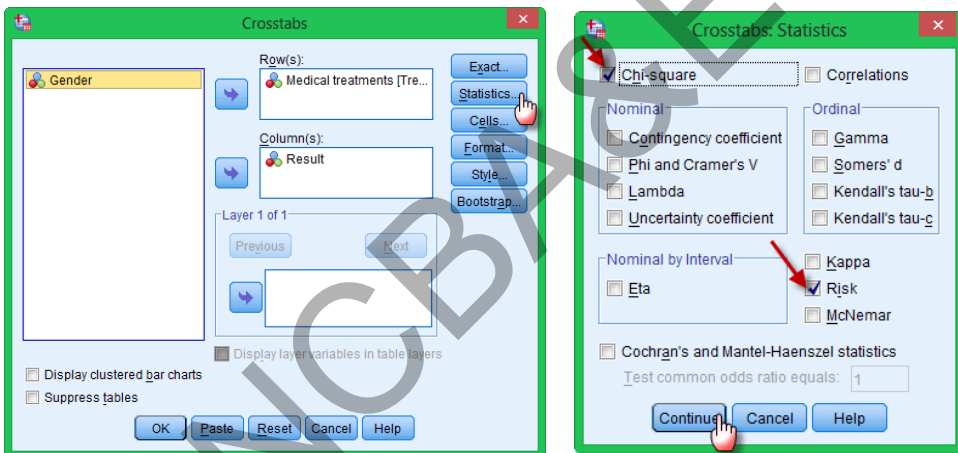 Crosstabs
Gender
Row(s):
Medical treatments [Tre...
Column(s):
Result
Layer 1 of 1
Previous
Next
Display layer variables in table layers
Exact...
Statistics...
Cells...
Format...
Style...
Bootstrap...
Display clustered bar charts
Suppress tables
OK Paste Reset Cancel Help
Crosstabs: Statistics
Chi-square
Correlations
Nominal
Contingency coefficient
Phi and Cramer's V
Lambda
Uncertainty coefficient
Ordinal
Gamma
Somers' d
Kendall's tau-b
Kendall's tau-c
Nominal by Interval
Eta
Kappa
Risk
McNemar
Cochran's and Mantel-Haenszel statistics
Test common odds ratio equals: 1
Continue Cancel Help
NCBA&E